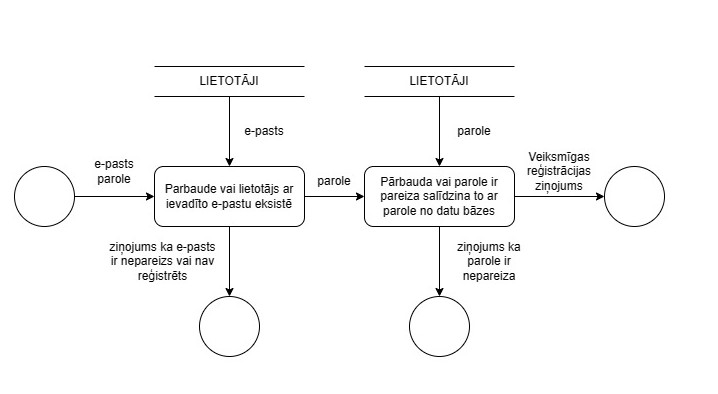 LIETOTĀJI
LIETOTĀJI
e-pasts
parole
e-pasts
parole
Parbaude vai lietotājs ar
ievadīto e-pastu eksistē
parole
Pārbauda vai parole ir
pareiza salīdzina to ar
parole no datu bāzes
Veiksmīgas
reģistrācijas
ziņojums
ziņojums ka e-pasts
ir nepareizs vai nav
reģistrēts
ziņojums ka
parole ir
nepareiza